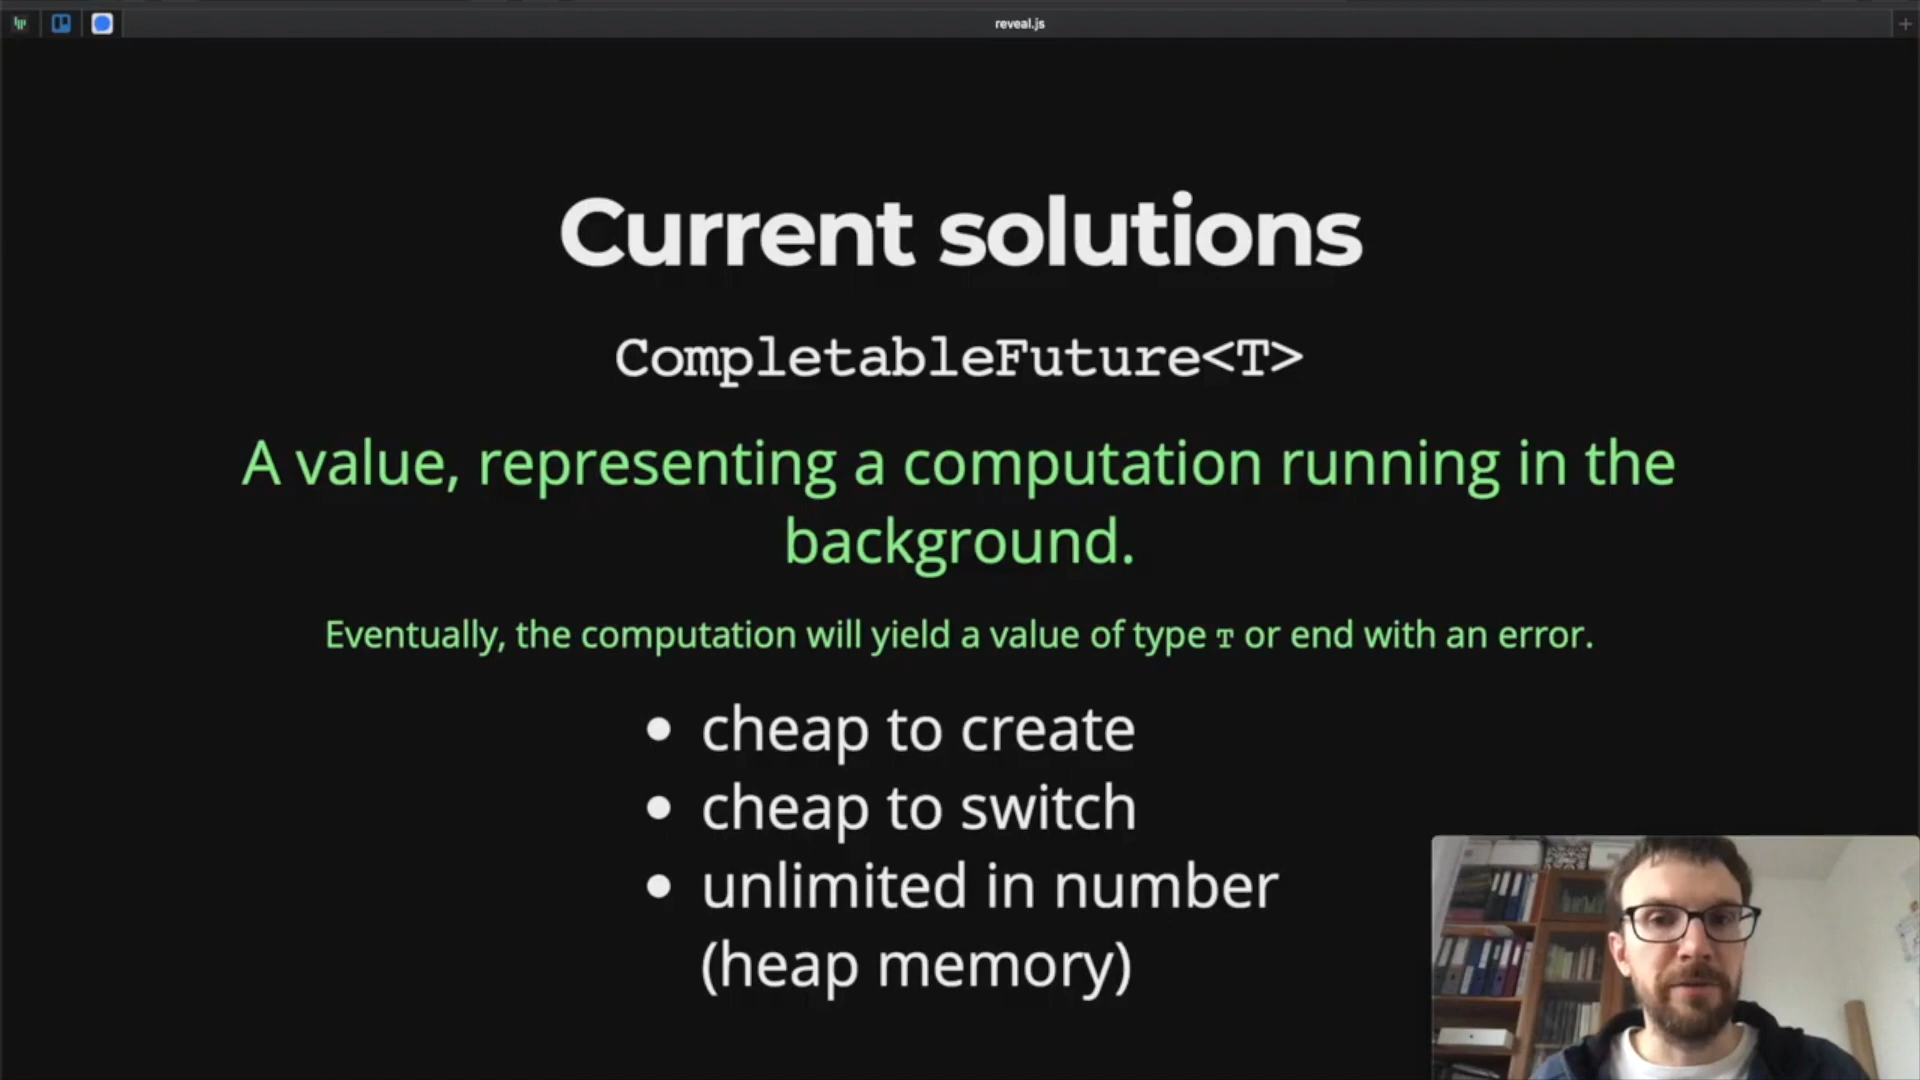 reveal.js
Current solutions
CompletableFuture<T>
A value, representing a computation running in the
background.
Eventually, the computation will yield a value of type T or end with an error.
• cheap to create
• cheap to switch
• unlimited in number
(heap memory)